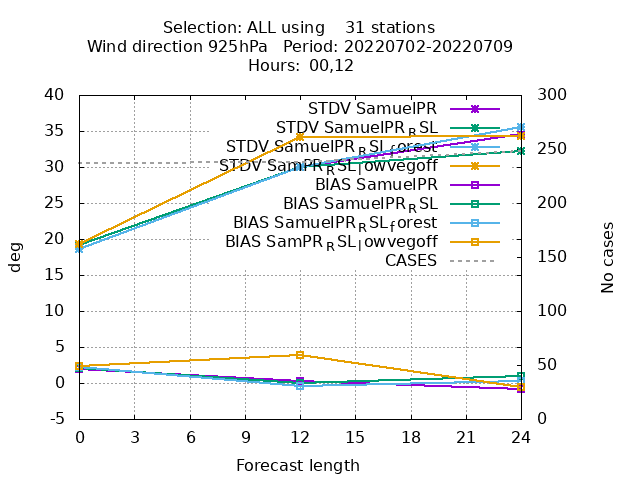 Selection: ALL using 31 stations
Wind direction 925hPa Period: 20220702-20220709
Hours: 00,12
40
35
30
25
20
15
10
5
0
-5
deg
STDV SamuelPR
STDV SamuelPR_RSL
STDV SamuelPR_RSL_forest
STDV SamPR_RSL_lowvegoff
BIAS SamuelPR
BIAS SamuelPR_RSL
BIAS SamuelPR_RSL_forest
BIAS SamPR_RSL_lowvegoff
CASES
300
250
200
150
100
50
0
No cases
0 3 6 9 12 15 18 21 24
Forecast length